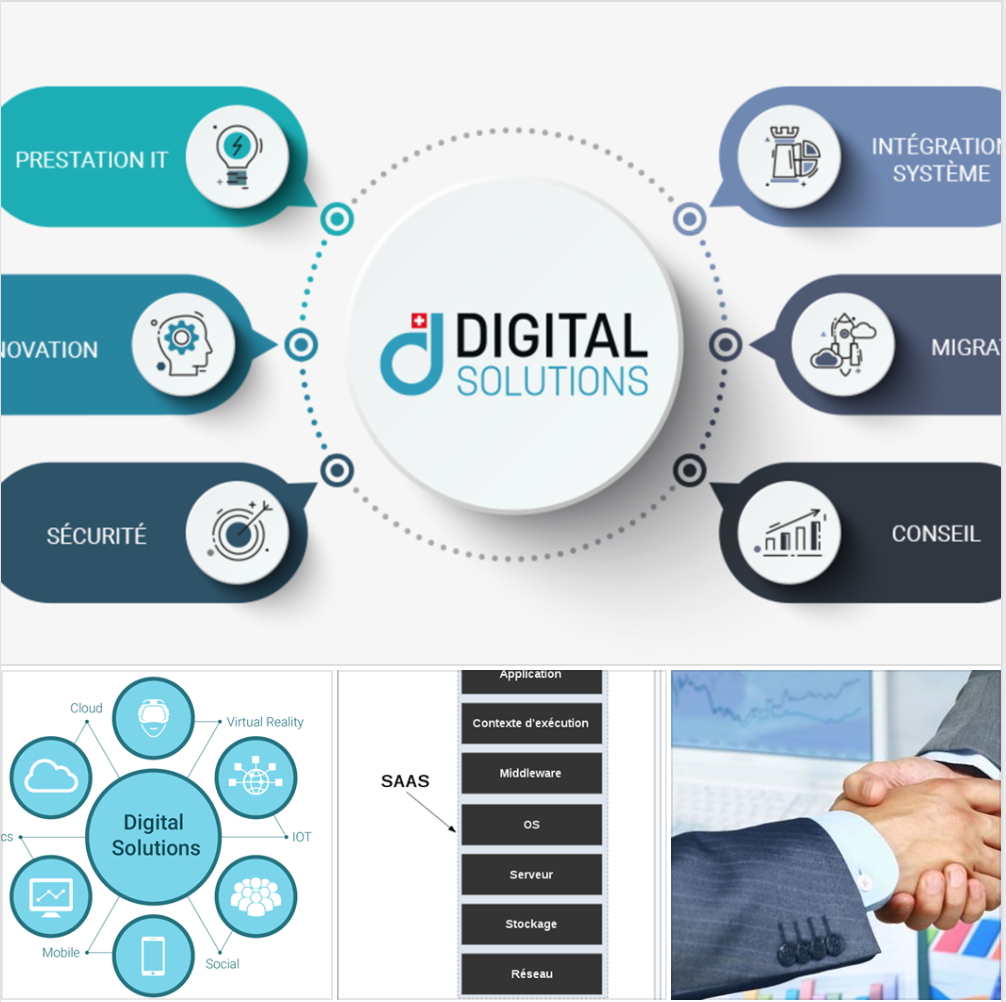 PRESTATION IT
INTÉGRATION
SYSTÈME
NOVATION
DIGITAL
SOLUTIONS
MIGRA
SÉCURITÉ
CONSEIL
Cloud
Virtual Reality
Digital
Solutions
cs
IOT
Mobile
Social
Application
Contexte d'exécution
Middleware
SAAS
OS
Serveur
Stockage
Réseau